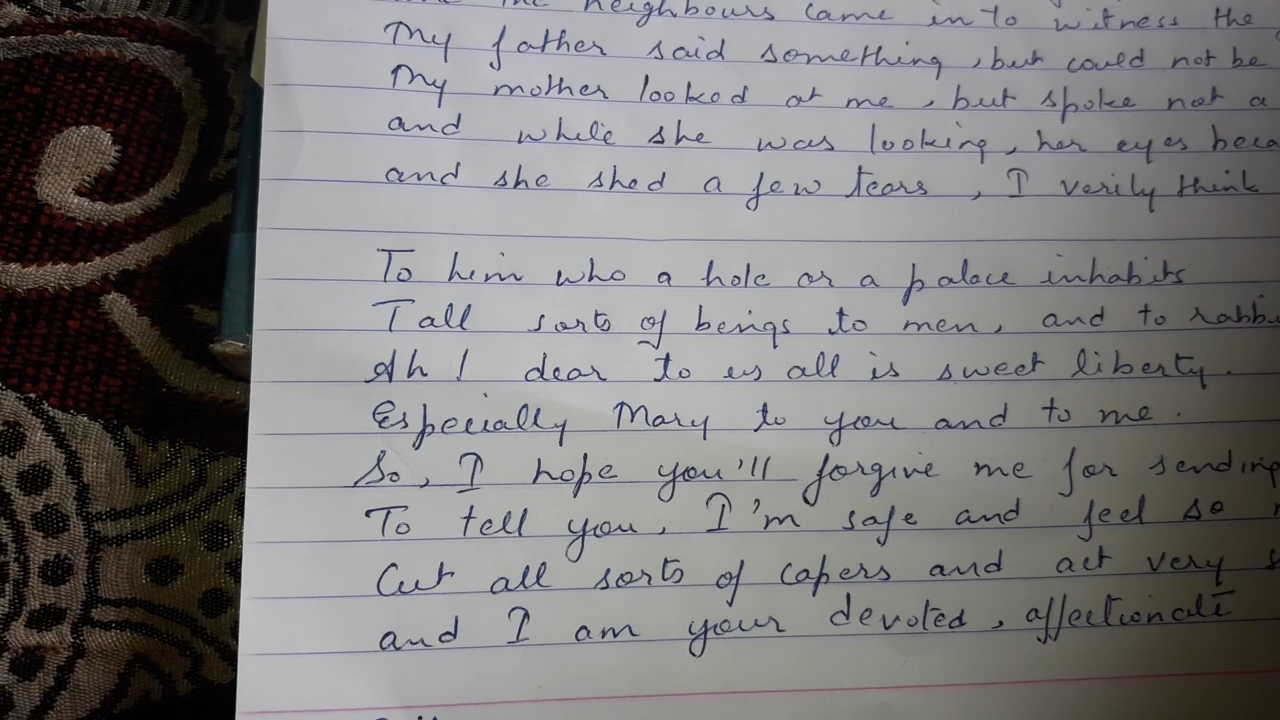 the neighbours came in to witness the
My father said something, but could not be
My mother looked at me, but spoke not a
and while she was looking, her eyes beca
and she shed a few tears, I verily think
To him who a hole or a palace inhabits
T all sorts of beings to men, and to rabbi
Ah! dear to us all is sweet liberty.
Especially Mary to you and to me.
So, I hope you'll forgive me for sending
To tell you, I'm safe and feel so
Cut all sorts of capers and act very
and I am your devoted, affectionate